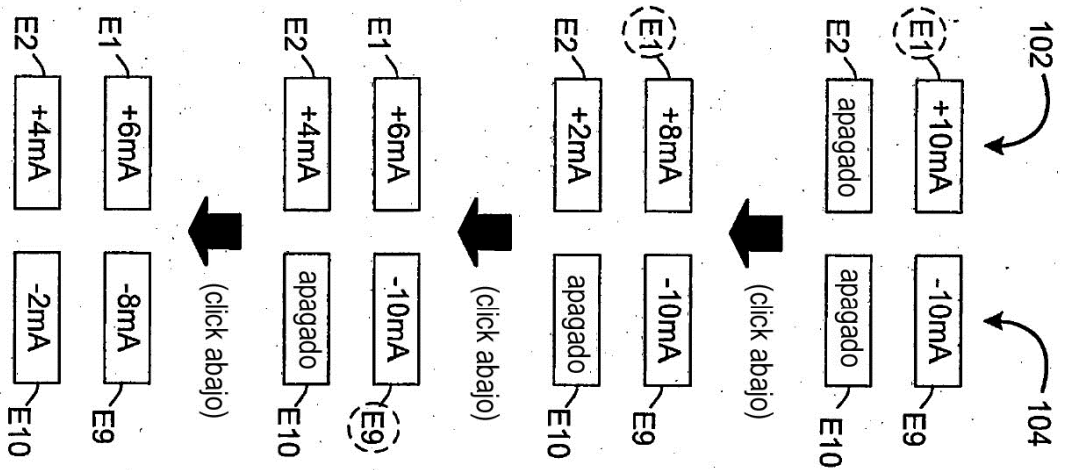 102 104
E1 +10mA -10mA E9
E2 apagado apagado E10
(click abajo)
E1 +8mA -10mA E9
E2 +2mA apagado E10
(click abajo)
E1 +6mA -10mA E9
E2 +4mA apagado E10
(click abajo)
E1 +6mA -8mA E9
E2 +4mA -2mA E10